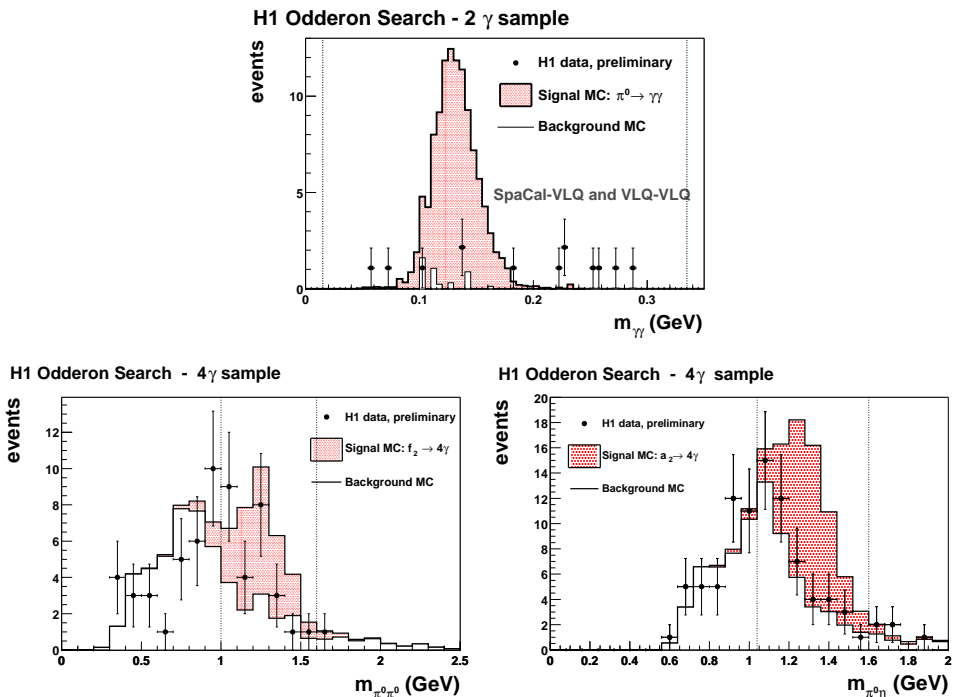 H1 Odderon Search - 2 γ sample
events
10
5
0
H1 data, preliminary
Signal MC: π⁰→ γγ
Background MC
SpaCal-VLQ and VLQ-VLQ
0 0.1 0.2 0.3
m_γγ (GeV)
H1 Odderon Search - 4γ sample
events
12
10
8
6
4
2
0
H1 data, preliminary
Signal MC: f₂ → 4γ
Background MC
0 0.5 1 1.5 2 2.5
m_π⁰π⁰ (GeV)
H1 Odderon Search - 4γ sample
events
20
18
16
14
12
10
8
6
4
2
0
H1 data, preliminary
Signal MC: a₂→ 4γ
Background MC
0 0.2 0.4 0.6 0.8 1 1.2 1.4 1.6 1.8 2
m_π⁰η (GeV)